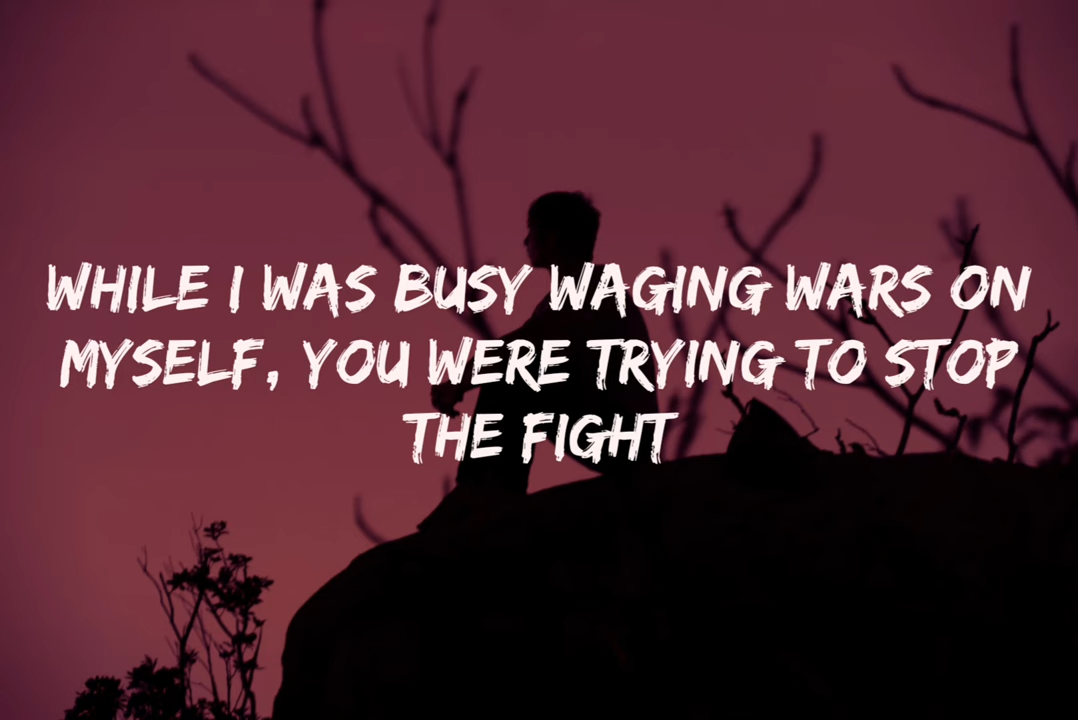 WHILE I WAS BUSY WAGING WARS ON
MYSELF, YOU WERE TRYING TO STOP
THE FIGHT